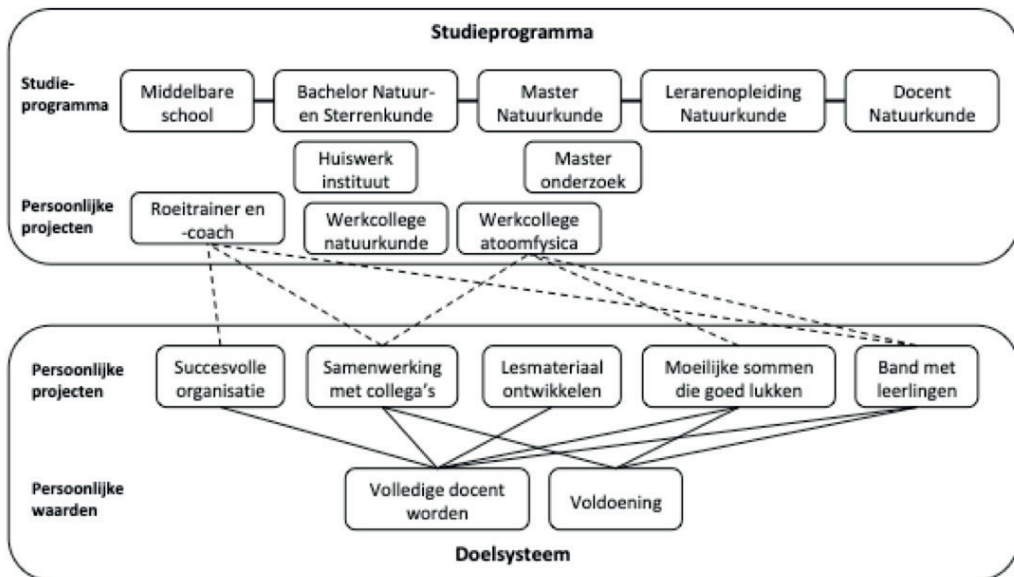 Studieprogramma
Studie-
programma
Middelbare
school
Bachelor Natuur-
en Sterrenkunde
Master
Natuurkunde
Lerarenopleiding
Natuurkunde
Docent
Natuurkunde
Huiswerk
instituut
Master
onderzoek
Persoonlijke
projecten
Roeitrainer en
-coach
Werkcollege
natuurkunde
Werkcollege
atoomfysica
Persoonlijke
projecten
Succesvolle
organisatie
Samenwerking
met collega's
Lesmateriaal
ontwikkelen
Moeilijke sommen
die goed lukken
Band met
leerlingen
Persoonlijke
waarden
Volledige docent
worden
Voldoening
Doelsysteem